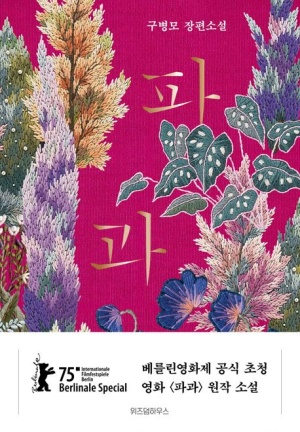 구병모 장편소설
파
과
75
Internationale
Filmfestspiele
Berlin
Berlinale Special
베를린영화제 공식 초청
영화 〈파과〉 원작 소설
위즈덤하우스